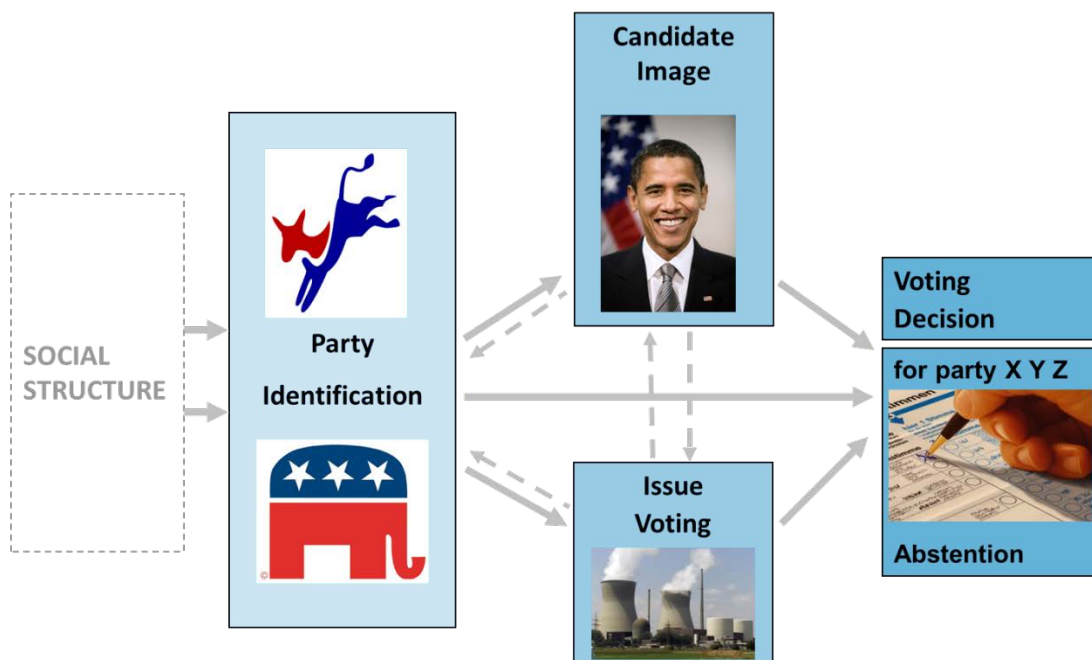 SOCIAL
STRUCTURE
Party
Identification
©
Candidate
Image
Issue
Voting
Voting
Decision
for party X Y Z
Abstention